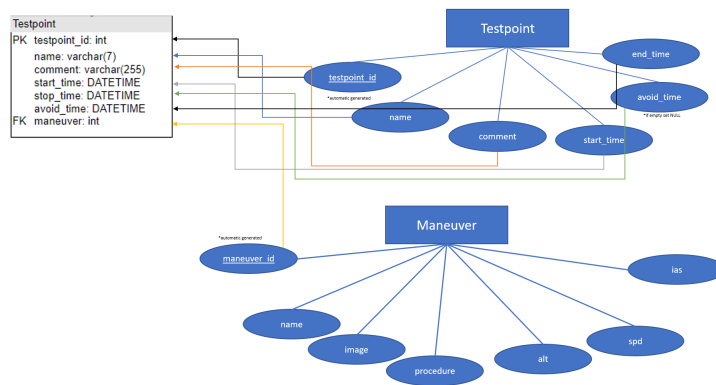 Testpoint
PK testpoint_id: int
name: varchar(7)
comment: varchar(255)
start_time: DATETIME
stop_time: DATETIME
avoid_time: DATETIME
FK maneuver: int
Testpoint
end_time
testpoint_id
*automatic generated
avoid_time
*if empty set NULL
name
comment
start_time
Maneuver
*automatic generated
maneuver_id
ias
name
spd
image
alt
procedure